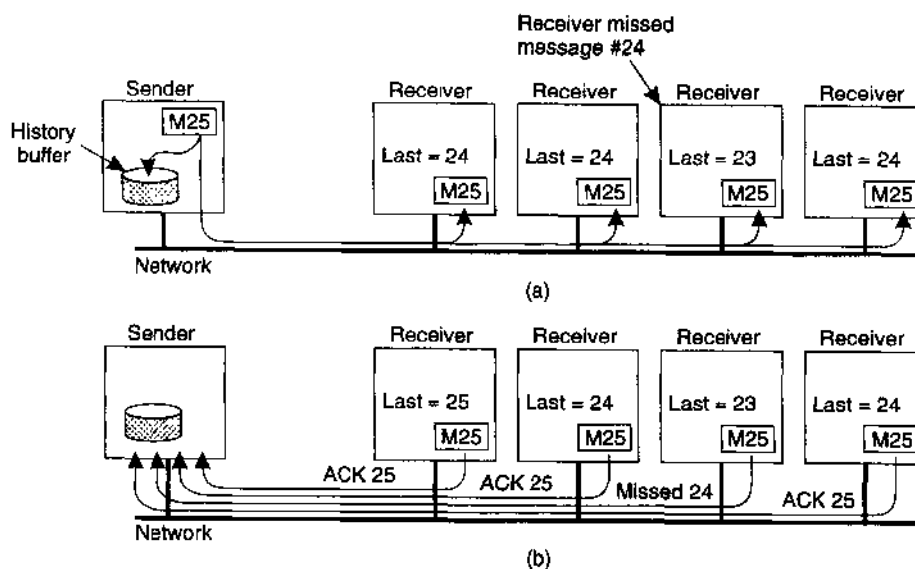 Receiver missed
message #24
Sender
Receiver
Receiver
Receiver
Receiver
History
buffer
M25
Last = 24
M25
Last = 24
M25
Last = 23
M25
Last = 24
M25
Network
(a)
Sender
Receiver
Receiver
Receiver
Receiver
Last = 25
M25
Last = 24
M25
Last = 23
M25
Last = 24
M25
ACK 25
ACK 25
Missed 24
ACK 25
Network
(b)